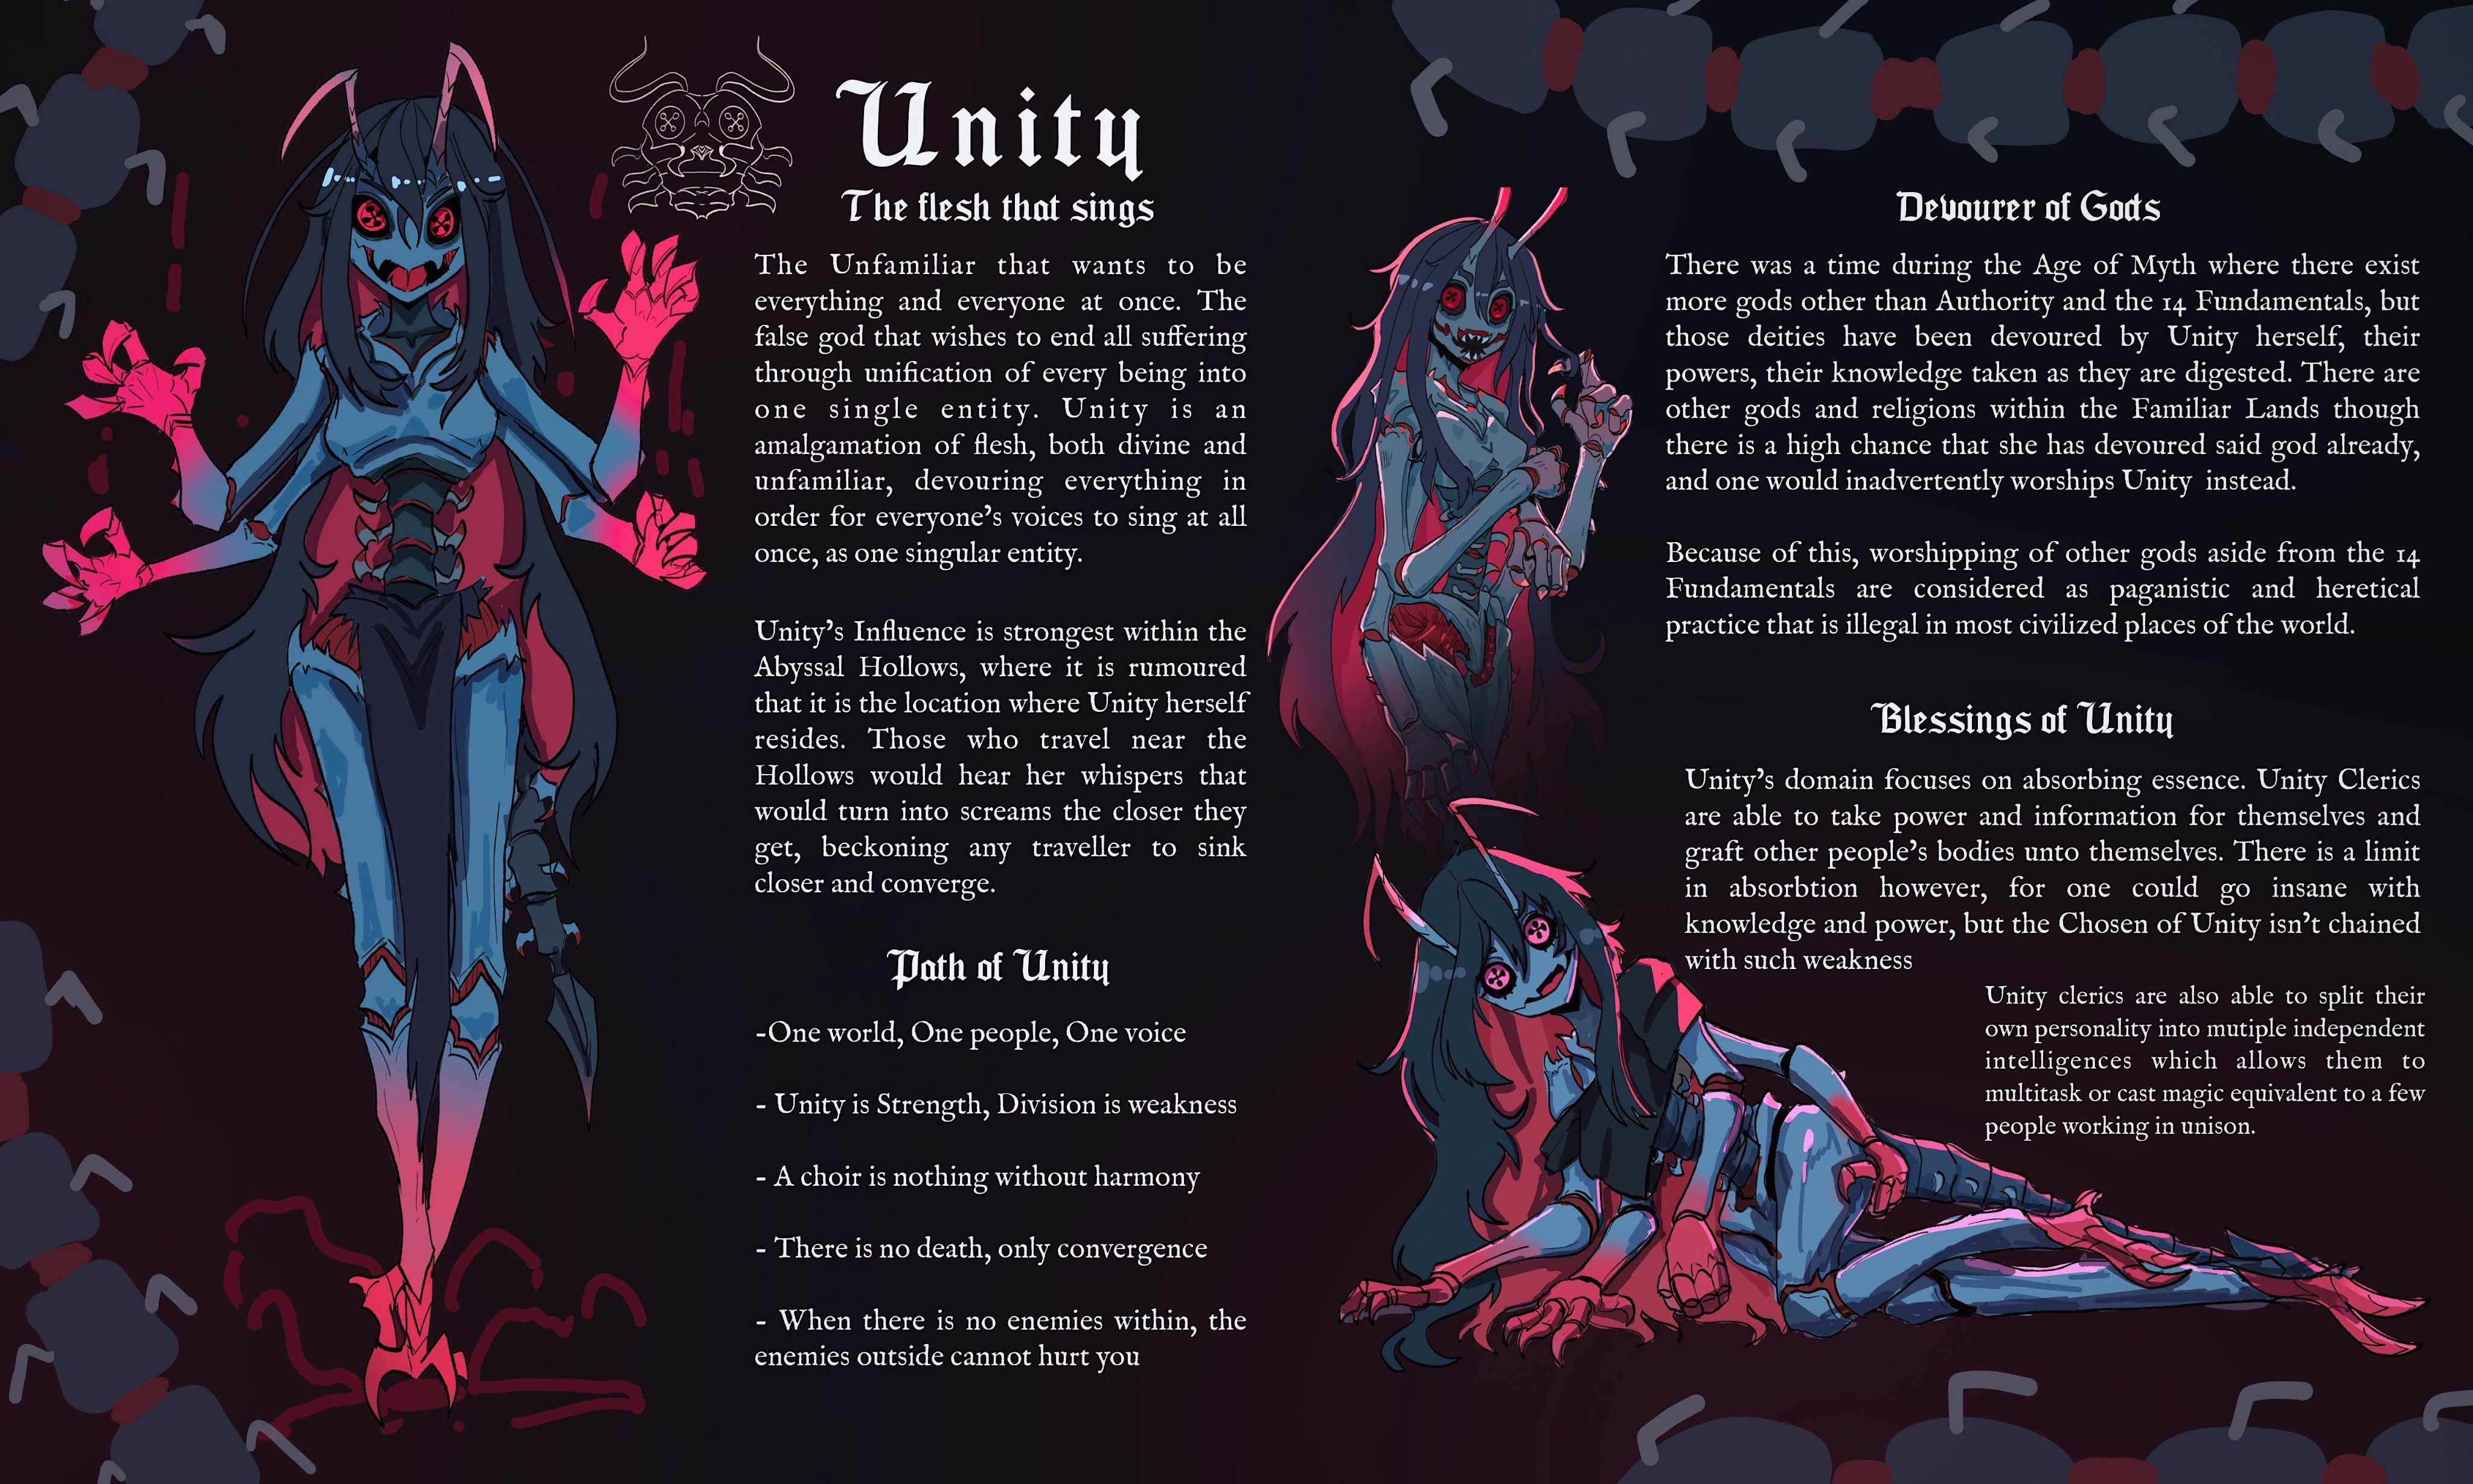 Unity
The flesh that sings
The Unfamiliar that wants to be
everything and everyone at once. The
false god that wishes to end all suffering
through unification of every being into
one single entity. Unity is an
amalgamation of flesh, both divine and
unfamiliar, devouring everything in
order for everyone's voices to sing at all
once, as one singular entity.
Unity's Influence is strongest within the
Abyssal Hollows, where it is rumoured
that it is the location where Unity herself
resides. Those who travel near the
Hollows would hear her whispers that
would turn into screams the closer they
get, beckoning any traveller to sink
closer and converge.
Path of Unity
-One world, One people, One voice
- Unity is Strength, Division is weakness
- A choir is nothing without harmony
- There is no death, only convergence
- When there is no enemies within, the
enemies outside cannot hurt you
Devourer of Gods
There was a time during the Age of Myth where there exist
more gods other than Authority and the 14 Fundamentals, but
those deities have been devoured by Unity herself, their
powers, their knowledge taken as they are digested. There are
other gods and religions within the Familiar Lands though
there is a high chance that she has devoured said god already,
and one would inadvertently worships Unity instead.
Because of this, worshipping of other gods aside from the 14
Fundamentals are considered as paganistic and heretical
practice that is illegal in most civilized places of the world.
Blessings of Unity
Unity's domain focuses on absorbing essence. Unity Clerics
are able to take power and information for themselves and
graft other people's bodies unto themselves. There is a limit
in absorbtion however, for one could go insane with
knowledge and power, but the Chosen of Unity isn't chained
with such weakness
Unity clerics are also able to split their
own personality into mutiple independent
intelligences which allows them to
multitask or cast magic equivalent to a few
people working in unison.